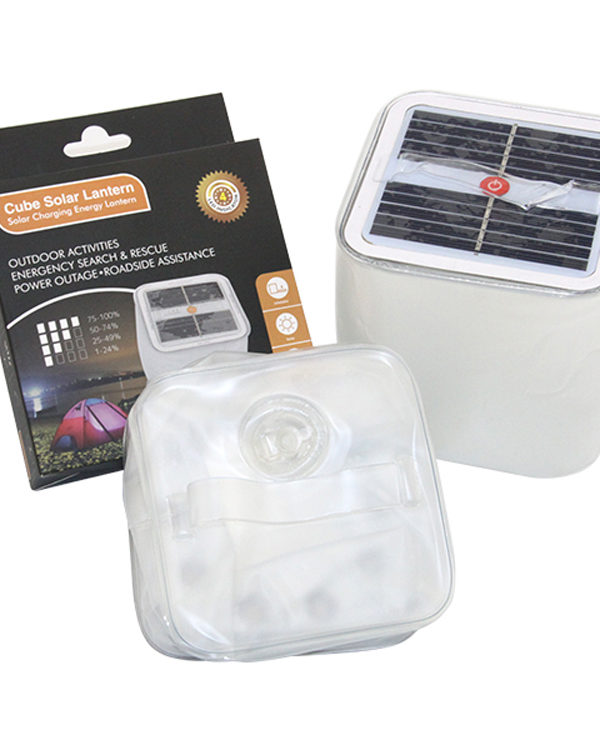 Cube Solar Lantern
Solar Charging Energy Lantern
OUTDOOR ACTIVITIES
EMERGENCY SEARCH & RESCUE
POWER OUTAGE•ROADSIDE ASSISTANCE
75-100%
50-74%
25-49%
1-24%